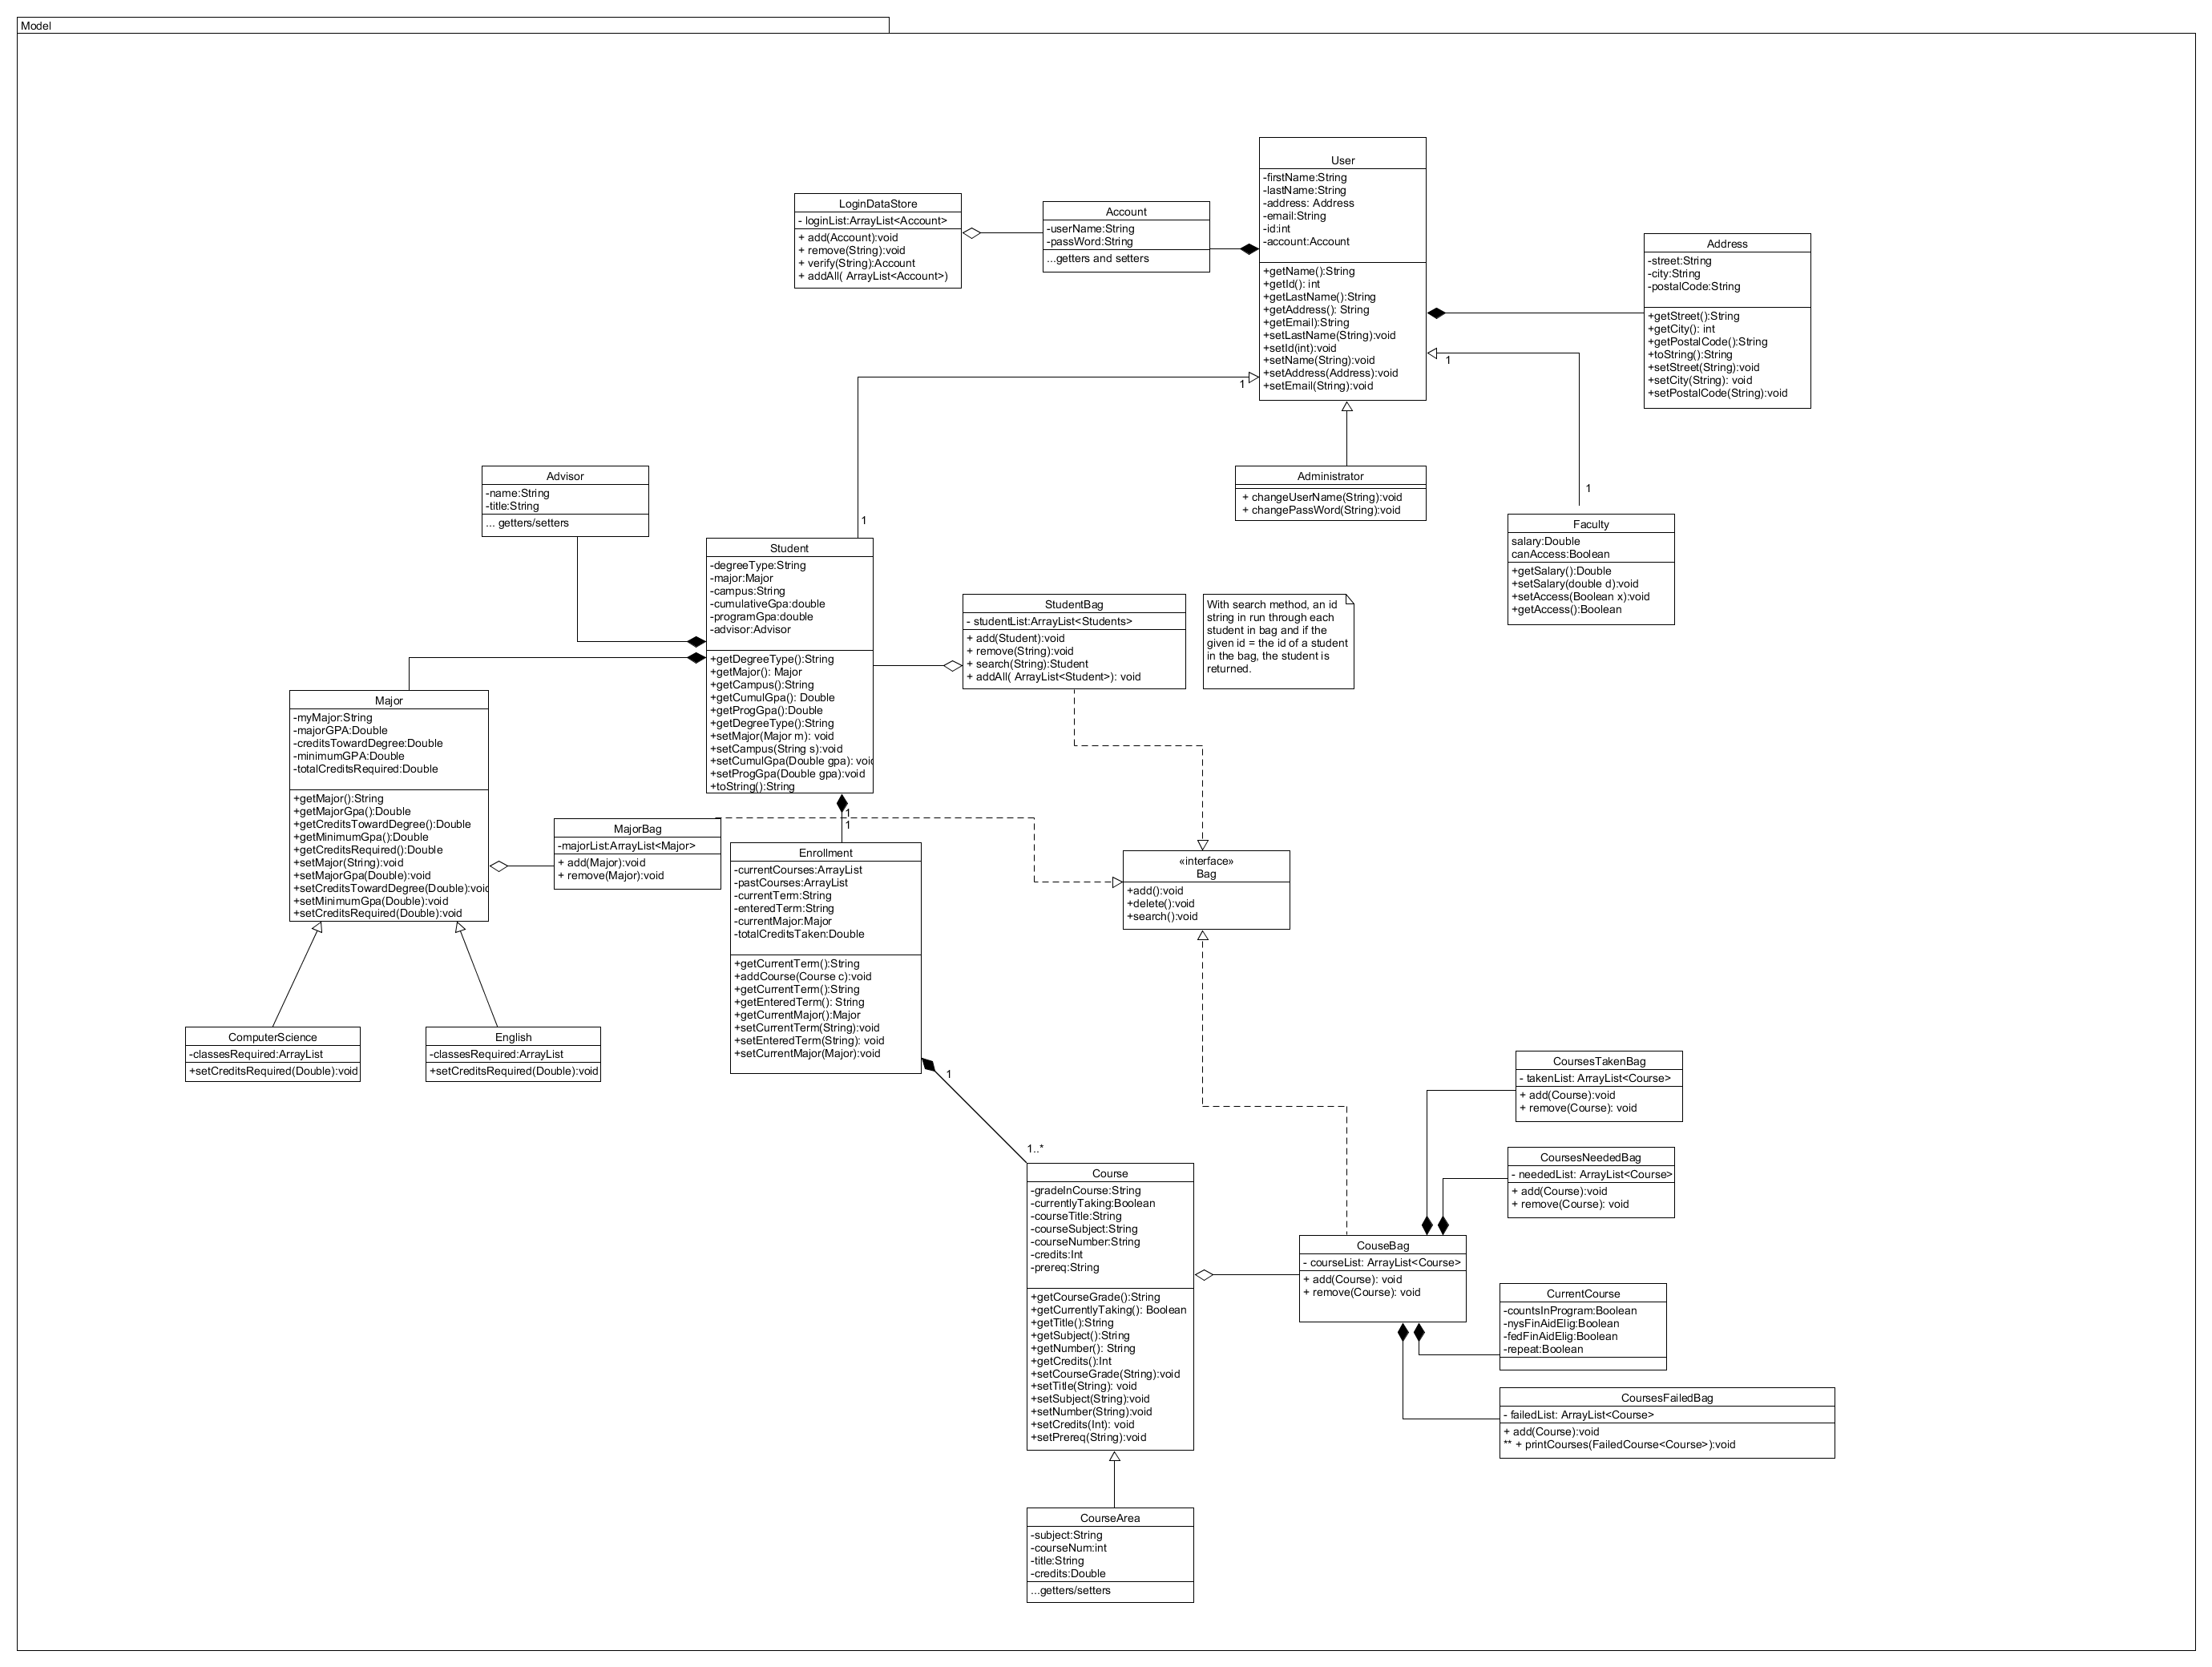 Model
User
-firstName:String
-lastName:String
-address: Address
-email:String
-id:int
-account:Account
+getName():String
+getId(): int
+getLastName():String
+getAddress(): String
+getEmail):String
+setLastName(String):void
+setId(int):void
+setName(String):void
+setAddress(Address):void
+setEmail(String):void
LoginDataStore
- loginList:ArrayList<Account>
+ add(Account):void
+ remove(String):void
+ verify(String):Account
+ addAll( ArrayList<Account>)
Account
-userName:String
-passWord:String
...getters and setters
Address
-street:String
-city:String
-postalCode:String
+getStreet():String
+getCity(): int
+getPostalCode():String
+toString():String
+setStreet(String):void
+setCity(String): void
+setPostalCode(String):void
1
1
Administrator
+ changeUserName(String):void
+ changePassWord(String):void
1
Faculty
salary:Double
canAccess:Boolean
+getSalary():Double
+setSalary(double d):void
+setAccess(Boolean x):void
+getAccess():Boolean
Advisor
-name:String
-title:String
... getters/setters
1
Student
-degreeType:String
-major:Major
-campus:String
-cumulativeGpa:double
-programGpa:double
-advisor:Advisor
+getDegreeType():String
+getMajor(): Major
+getCampus():String
+getCumulGpa(): Double
+getProgGpa():Double
+getDegreeType():String
+setMajor(Major m): void
+setCampus(String s):void
+setCumulGpa(Double gpa): void
+setProgGpa(Double gpa):void
+toString():String
StudentBag
- studentList:ArrayList<Students>
+ add(Student):void
+ remove(String):void
+ search(String):Student
+ addAll( ArrayList<Student>): void
With search method, an id
string in run through each
student in bag and if the
given id = the id of a student
in the bag, the student is
returned.
Major
-myMajor:String
-majorGPA:Double
-creditsTowardDegree:Double
-minimumGPA:Double
-totalCreditsRequired:Double
+getMajor():String
+getMajorGpa():Double
+getCreditsTowardDegree():Double
+getMinimumGpa():Double
+getCreditsRequired():Double
+setMajor(String):void
+setMajorGpa(Double):void
+setCreditsTowardDegree(Double):void
+setMinimumGpa(Double):void
+setCreditsRequired(Double):void
MajorBag
-majorList:ArrayList<Major>
+ add(Major):void
+ remove(Major):void
1
1
Enrollment
-currentCourses:ArrayList
-pastCourses:ArrayList
-currentTerm:String
-enteredTerm:String
-currentMajor:Major
-totalCreditsTaken:Double
+getCurrentTerm():String
+addCourse(Course c):void
+getCurrentTerm():String
+getEnteredTerm(): String
+getCurrentMajor():Major
+setCurrentTerm(String):void
+setEnteredTerm(String): void
+setCurrentMajor(Major):void
«interface»
Bag
+add():void
+delete():void
+search():void
ComputerScience
-classesRequired:ArrayList
+setCreditsRequired(Double):void
English
-classesRequired:ArrayList
+setCreditsRequired(Double):void
1
1..*
Course
-gradeInCourse:String
-currentlyTaking:Boolean
-courseTitle:String
-courseSubject:String
-courseNumber:String
-credits:Int
-prereq:String
+getCourseGrade():String
+getCurrentlyTaking(): Boolean
+getTitle():String
+getSubject():String
+getNumber(): String
+getCredits():Int
+setCourseGrade(String):void
+setTitle(String): void
+setSubject(String):void
+setNumber(String):void
+setCredits(Int): void
+setPrereq(String):void
CoursesTakenBag
- takenList: ArrayList<Course>
+ add(Course):void
+ remove(Course): void
CoursesNeededBag
- neededList: ArrayList<Course>
+ add(Course):void
+ remove(Course): void
CouseBag
- courseList: ArrayList<Course>
+ add(Course): void
+ remove(Course): void
CurrentCourse
-countsInProgram:Boolean
-nysFinAidElig:Boolean
-fedFinAidElig:Boolean
-repeat:Boolean
CoursesFailedBag
- failedList: ArrayList<Course>
+ add(Course):void
** + printCourses(FailedCourse<Course>):void
CourseArea
-subject:String
-courseNum:int
-title:String
-credits:Double
...getters/setters